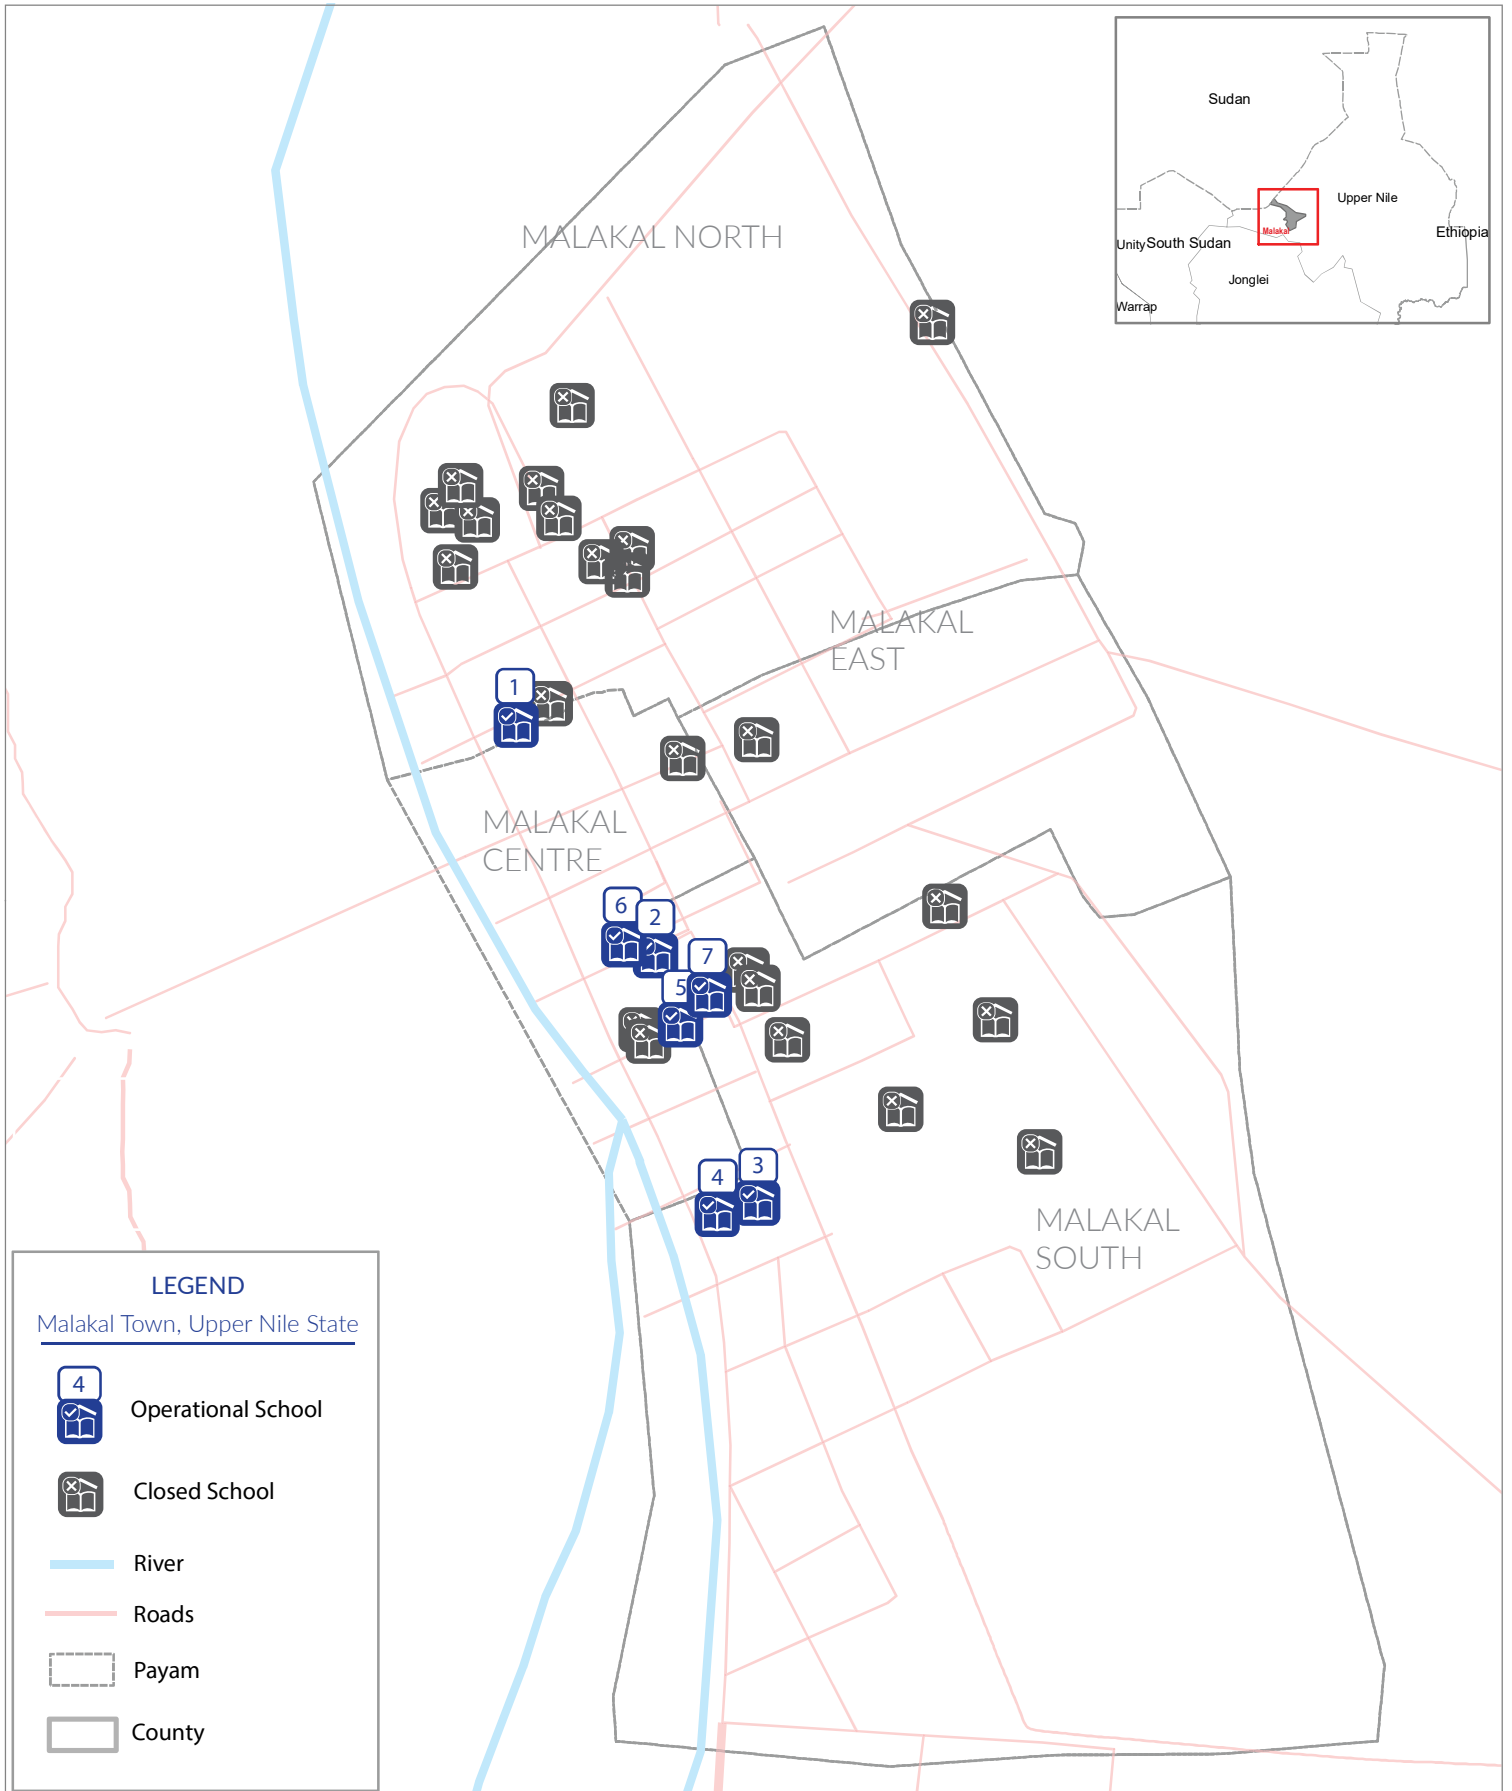 Sudan
Upper Nile
Ethiopia
Unity
South Sudan
Malakal
Jonglei
Warrap
MALAKAL NORTH
MALAKAL
EAST
1
MALAKAL
CENTRE
6
2
7
5
4
3
MALAKAL
SOUTH
LEGEND
Malakal Town, Upper Nile State
4
Operational School
Closed School
River
Roads
Payam
County